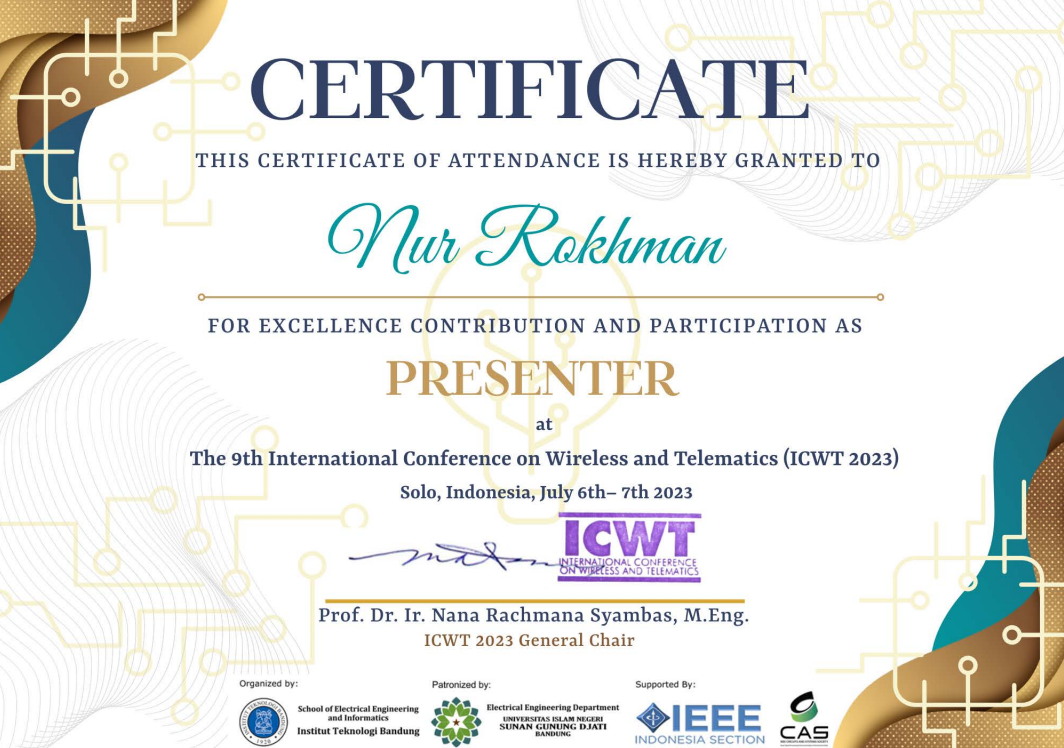 CERTIFICATE
THIS CERTIFICATE OF ATTENDANCE IS HEREBY GRANTED TO
Nur Rokhman
FOR EXCELLENCE CONTRIBUTION AND PARTICIPATION AS
PRESENTER
at
The 9th International Conference on Wireless and Telematics (ICWT 2023)
Solo, Indonesia, July 6th– 7th 2023
ICWT
INTERNATIONAL CONFERENCE
ON WIRELESS AND TELEMATICS
Prof. Dr. Ir. Nana Rachmana Syambas, M.Eng.
ICWT 2023 General Chair
Organized by:
School of Electrical Engineering
and Informatics
Institut Teknologi Bandung
INSTITUT TEKNOLOGI BANDUNG
1920
Patronized by:
Electrical Engineering Department
UNIVERSITAS ISLAM NEGERI
SUNAN GUNUNG DJATI
BANDUNG
Supported By:
IEEE
INDONESIA SECTION
CAS